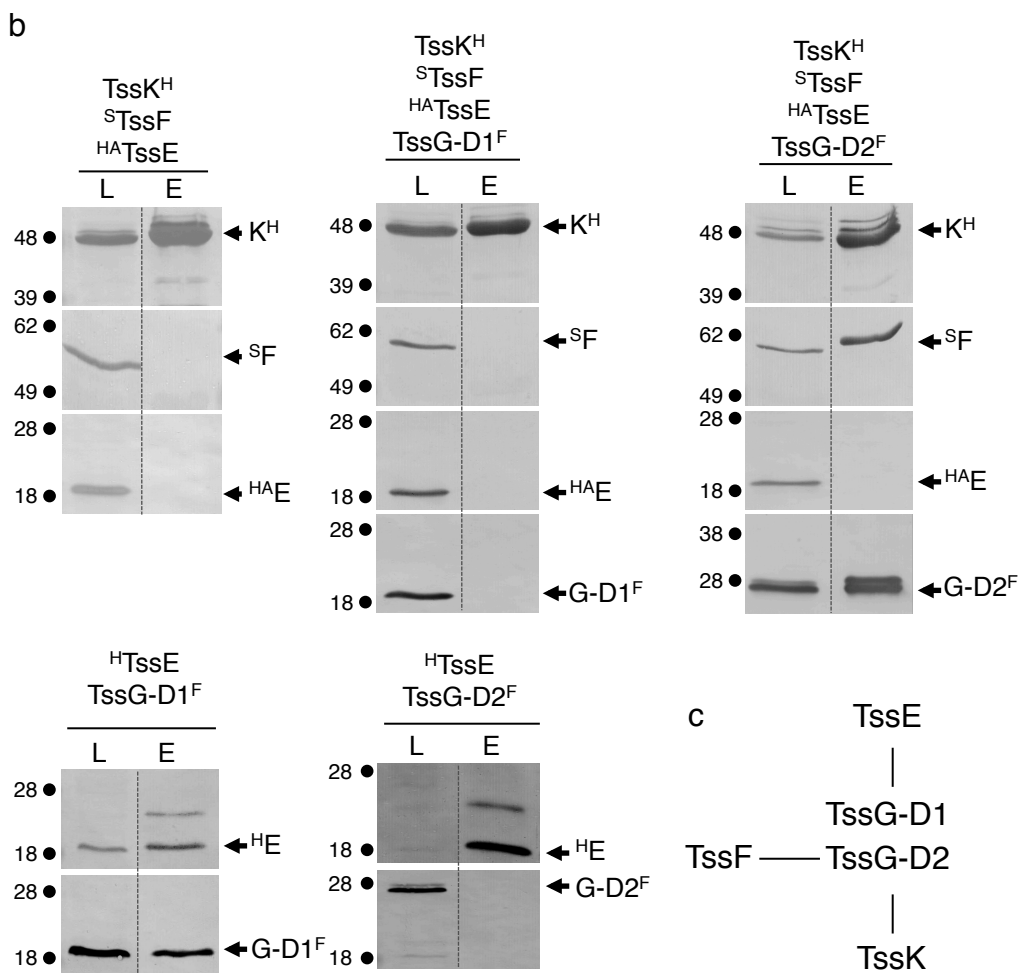 b
TssK^H
^STssF
^HATssE
L E
48 ● K^H
39 ●
62 ●
^SF
49 ●
28 ●
18 ● ^HAE
TssK^H
^STssF
^HATssE
TssG-D1^F
L E
48 ● K^H
39 ●
62 ● ^SF
49 ●
28 ●
18 ● ^HAE
28 ●
18 ● G-D1^F
TssK^H
^STssF
^HATssE
TssG-D2^F
L E
48 ● K^H
39 ●
62 ● ^SF
49 ●
28 ●
18 ● ^HAE
38 ●
28 ● G-D2^F
^HTssE
TssG-D1^F
L E
28 ●
18 ● ^HE
28 ●
18 ● G-D1^F
^HTssE
TssG-D2^F
L E
28 ●
18 ● ^HE
28 ● G-D2^F
18 ●
c
TssE
TssG-D1
TssF TssG-D2
TssK